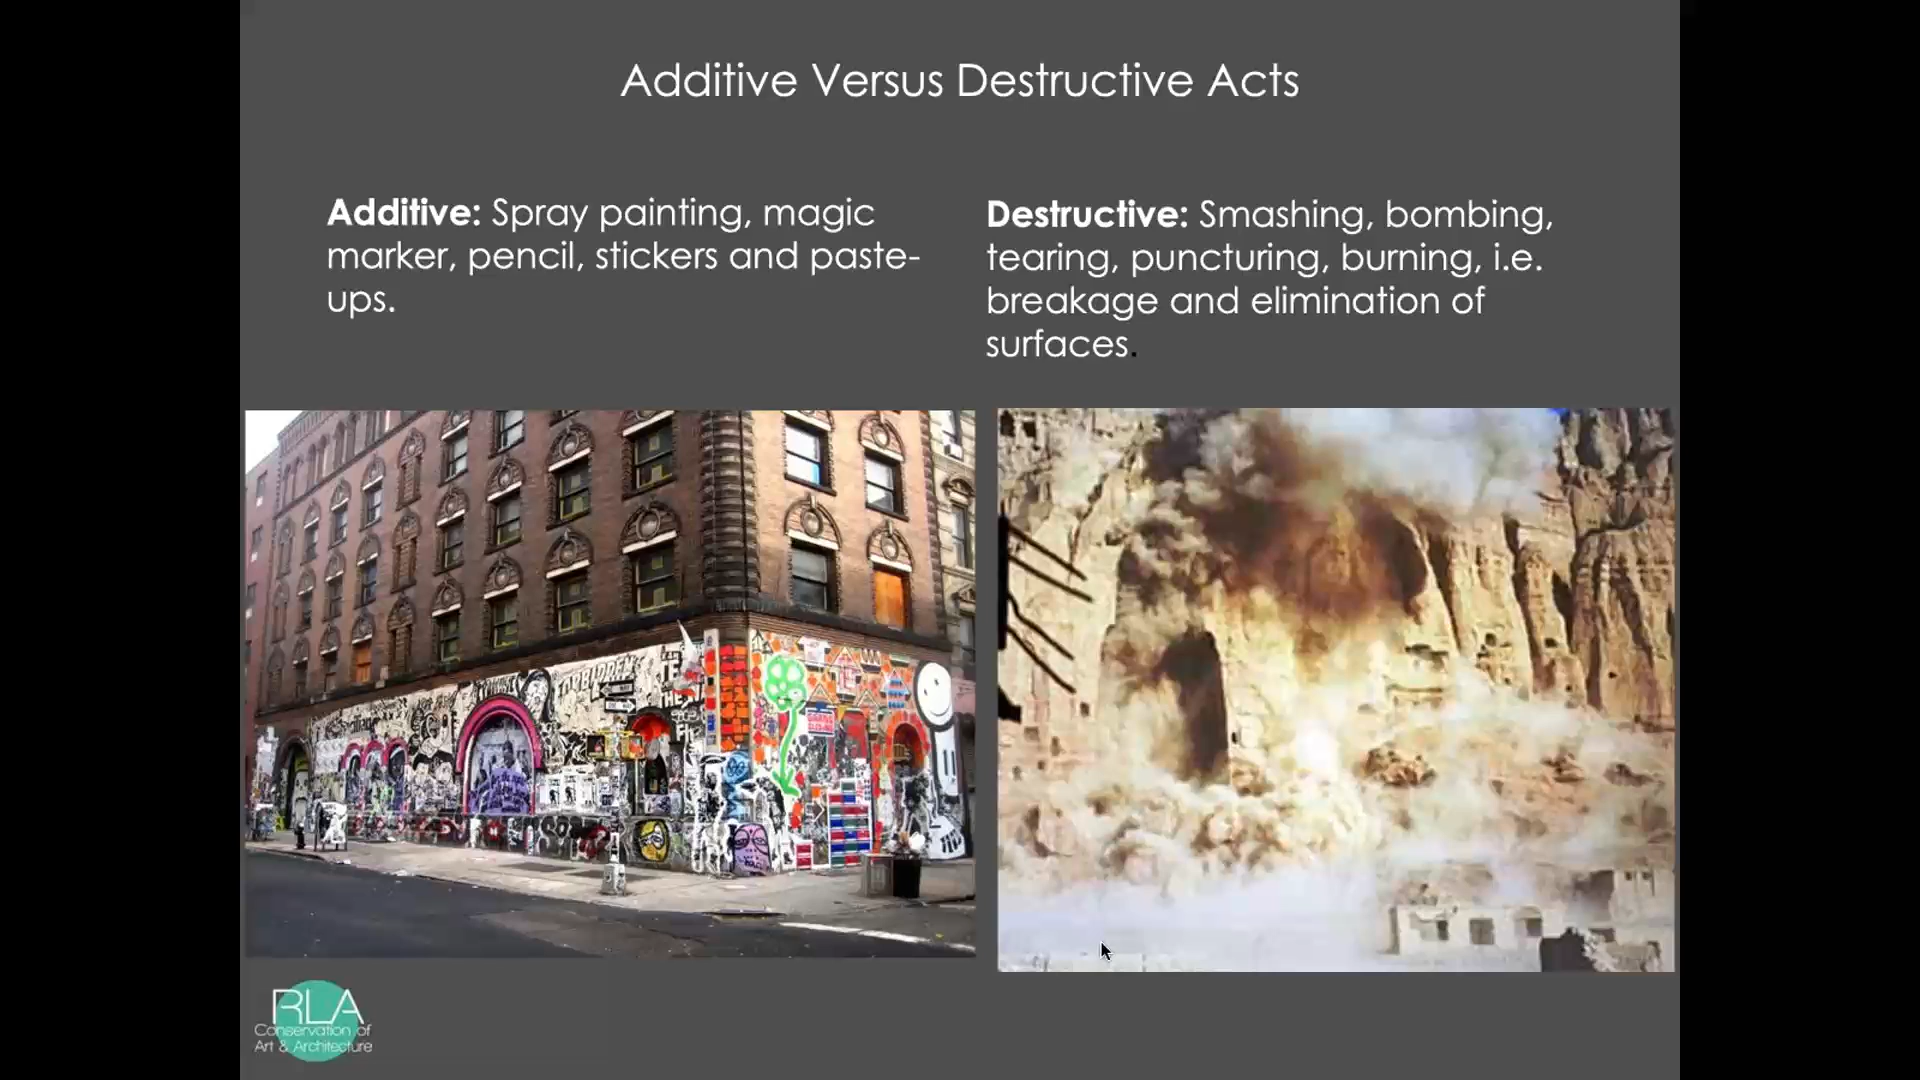 Additive Versus Destructive Acts
Additive: Spray painting, magic
marker, pencil, stickers and paste-
ups.
Destructive: Smashing, bombing,
tearing, puncturing, burning, i.e.
breakage and elimination of
surfaces.
RLA
Conservation of
Art & Architecture